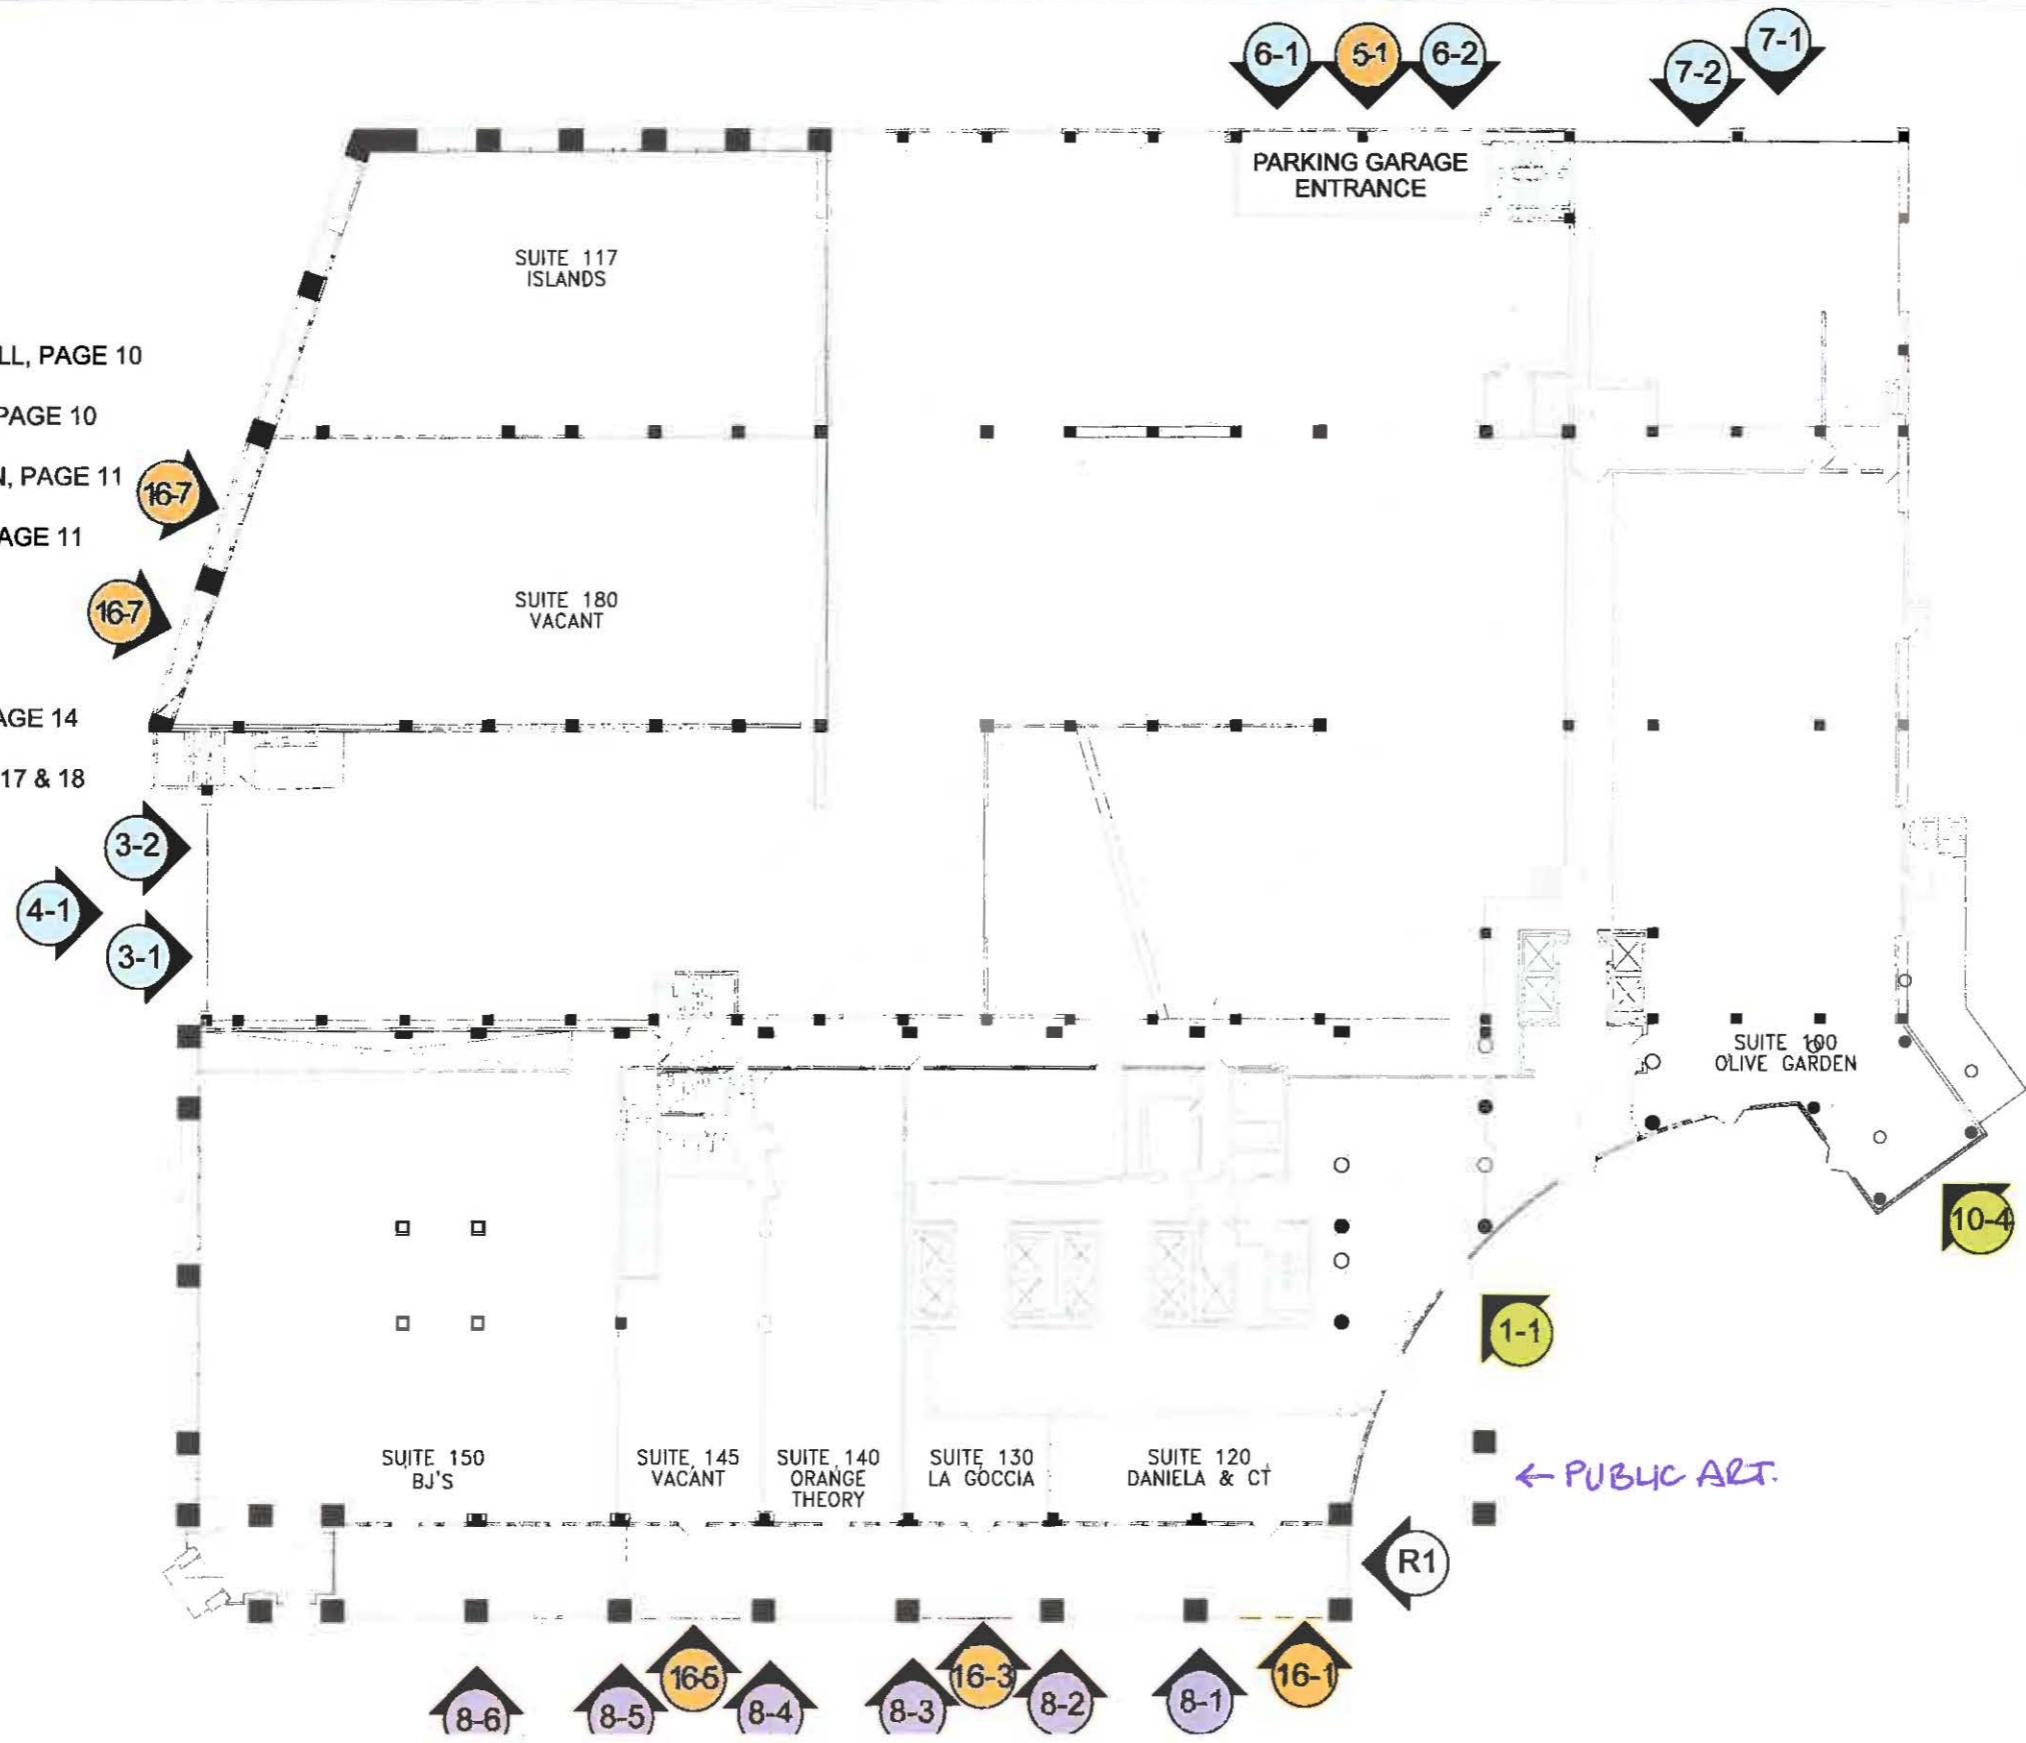 6-1
5-1
6-2
7-2
7-1
PARKING GARAGE
ENTRANCE
SUITE 117
ISLANDS
LL, PAGE 10
PAGE 10
N, PAGE 11
16-7
AGE 11
16-7
SUITE 180
VACANT
AGE 14
17 & 18
3-2
4-1
3-1
SUITE 100
OLIVE GARDEN
10-4
1-1
SUITE 150
BJ'S
SUITE 145
VACANT
SUITE 140
ORANGE
THEORY
SUITE 130
LA GOCCIA
SUITE 120
DANIELA & CT
← PUBLIC ART.
R1
8-6
8-5
16-5
8-4
8-3
16-3
8-2
8-1
16-1